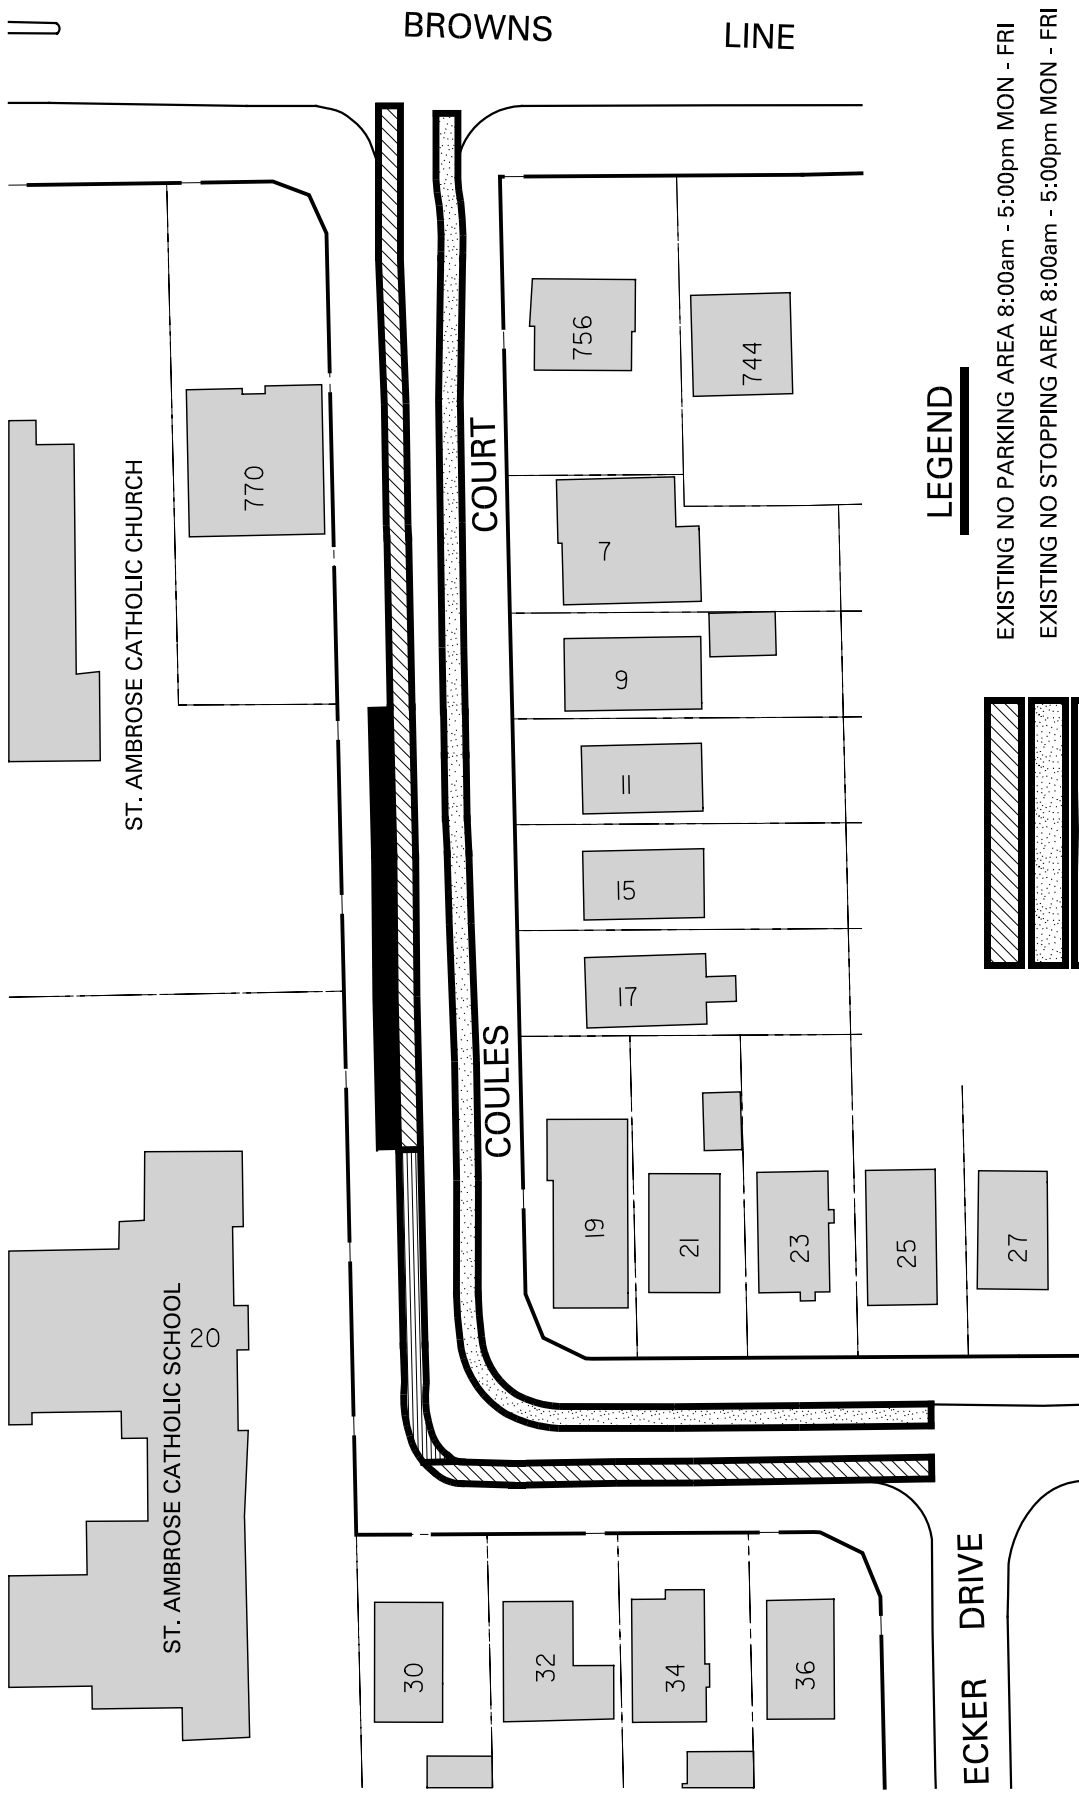 BROWNS LINE
EXISTING NO PARKING AREA 8:00am - 5:00pm MON - FRI
EXISTING NO STOPPING AREA 8:00am - 5:00pm MON - FRI
LEGEND
756
744
770
COURT
ST. AMBROSE CATHOLIC CHURCH
7
9
11
15
17
COULES
19
21
23
25
27
ST. AMBROSE CATHOLIC SCHOOL
20
30
32
34
36
ECKER DRIVE